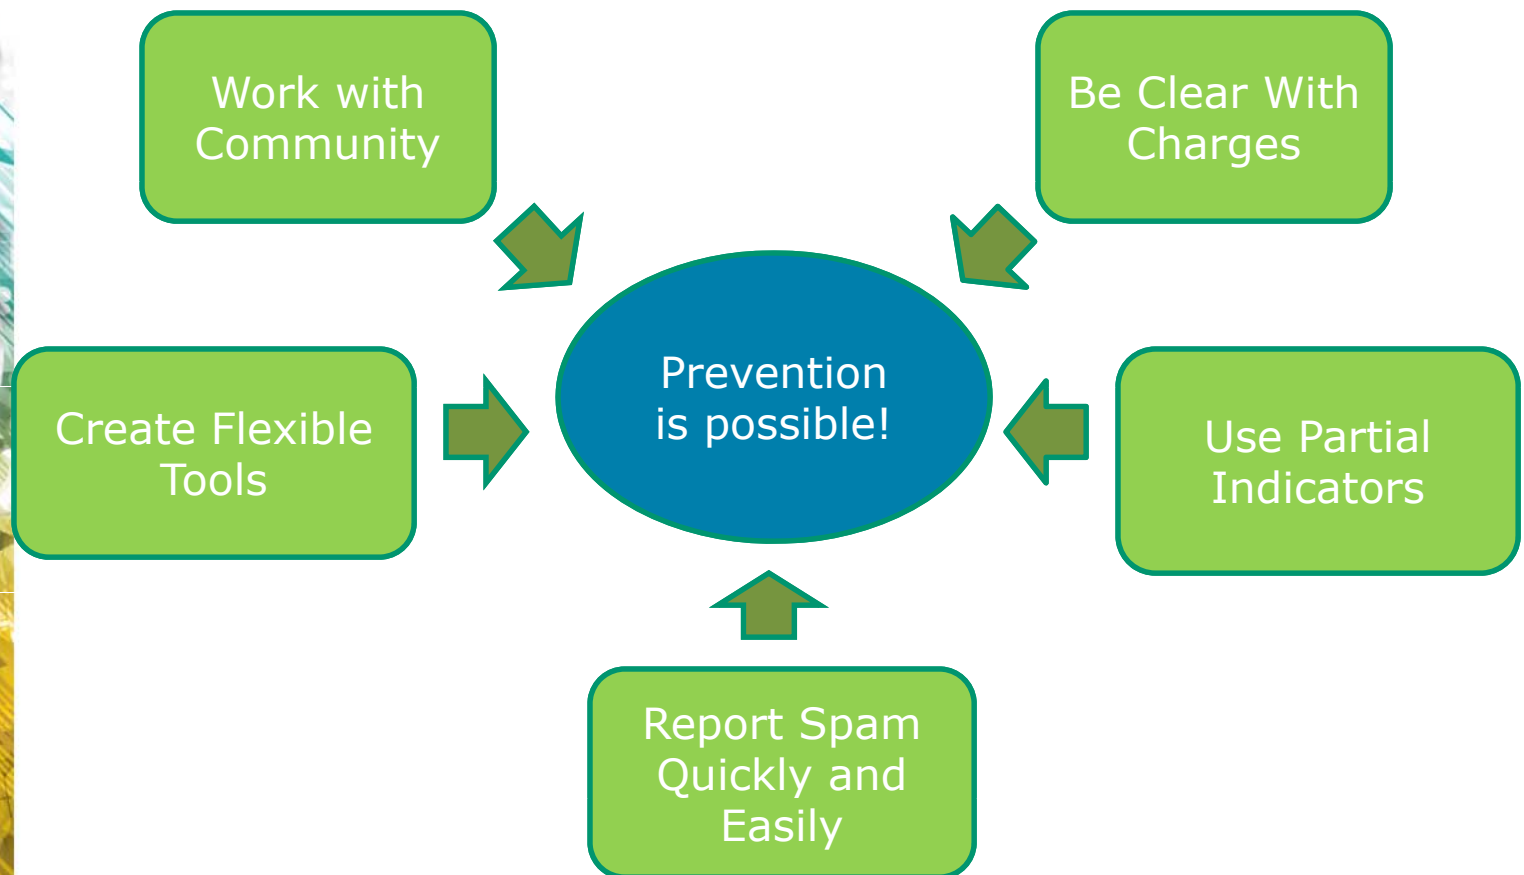 Work with
Community
Be Clear With
Charges
Prevention
is possible!
Create Flexible
Tools
Use Partial
Indicators
Report Spam
Quickly and
Easily